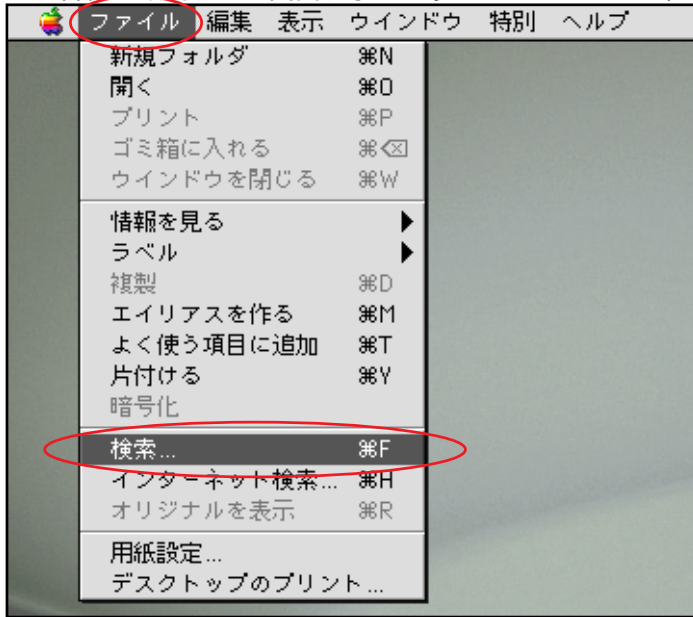 ファイル 編集 表示 ウインドウ 特別 ヘルプ
新規フォルダ ⌘N
開く ⌘O
プリント ⌘P
ゴミ箱に入れる ⌘⌫
ウインドウを閉じる ⌘W
情報を見る ▶
ラベル ▶
複製 ⌘D
エイリアスを作る ⌘M
よく使う項目に追加 ⌘T
片付ける ⌘Y
暗号化
検索... ⌘F
インターネット検索... ⌘H
オリジナルを表示 ⌘R
用紙設定...
デスクトップのプリント...